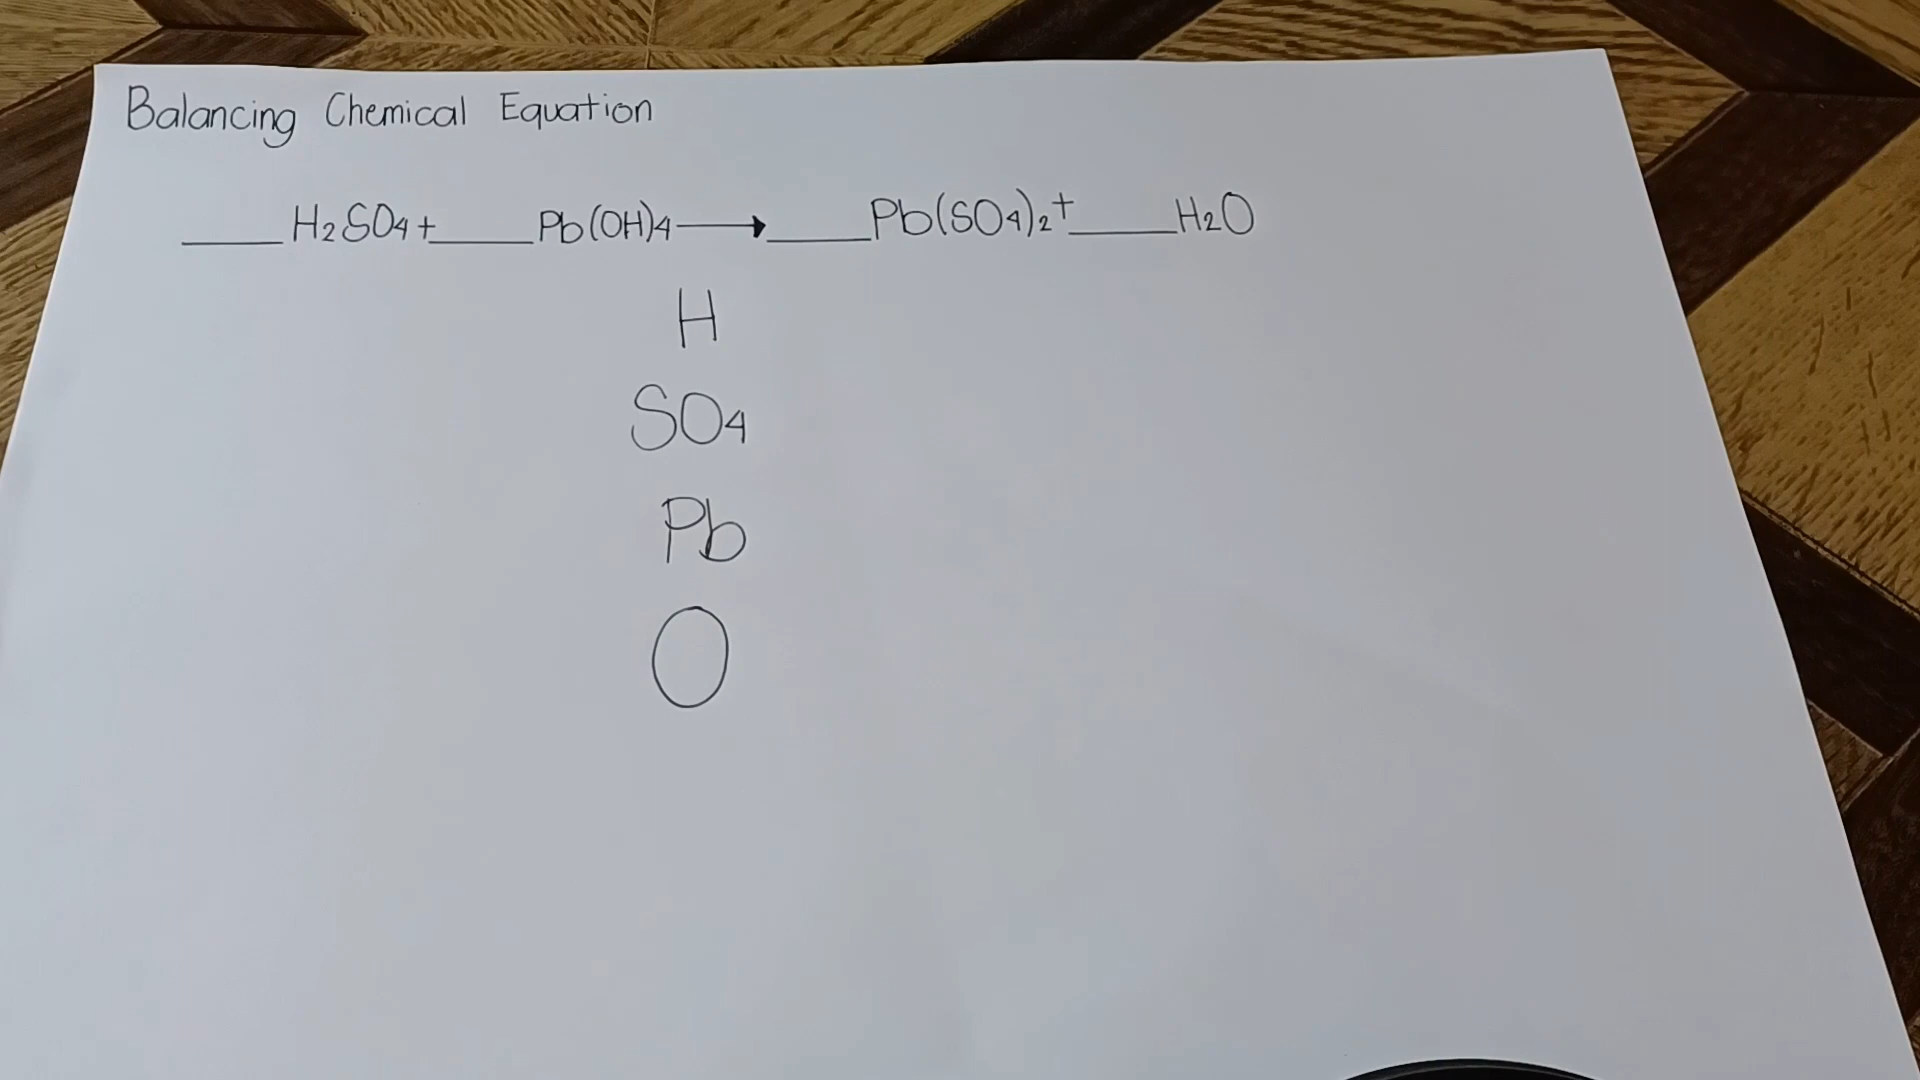 Balancing Chemical Equation
____H2SO4+____Pb(OH)4⟶____Pb(SO4)2+____H2O
H
SO4
Pb
O